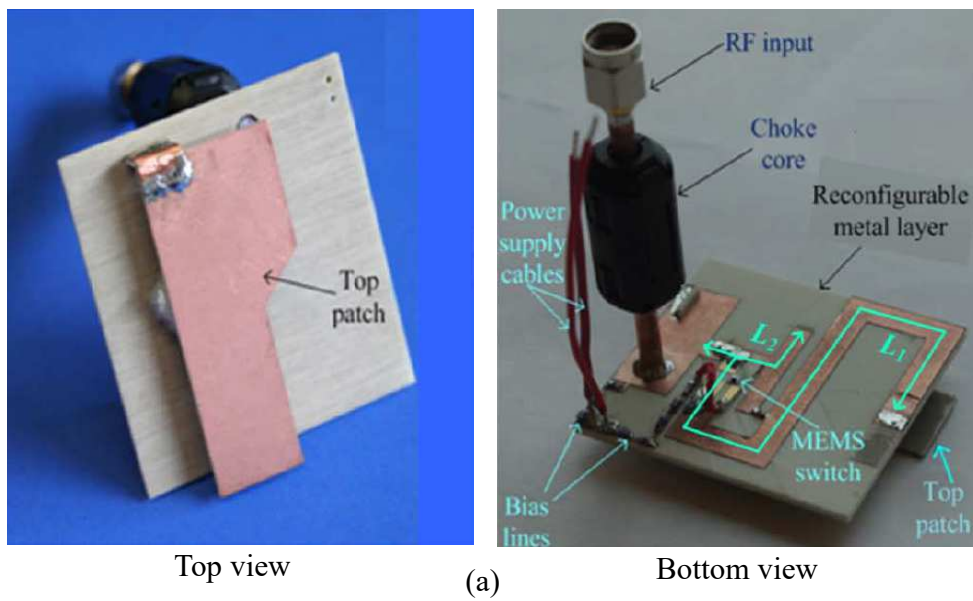 Top
patch
RF input
Choke
core
Reconfigurable
metal layer
Power
supply
cables
L2
L1
MEMS
switch
Bias
lines
Top
patch
Top view
Bottom view
(a)